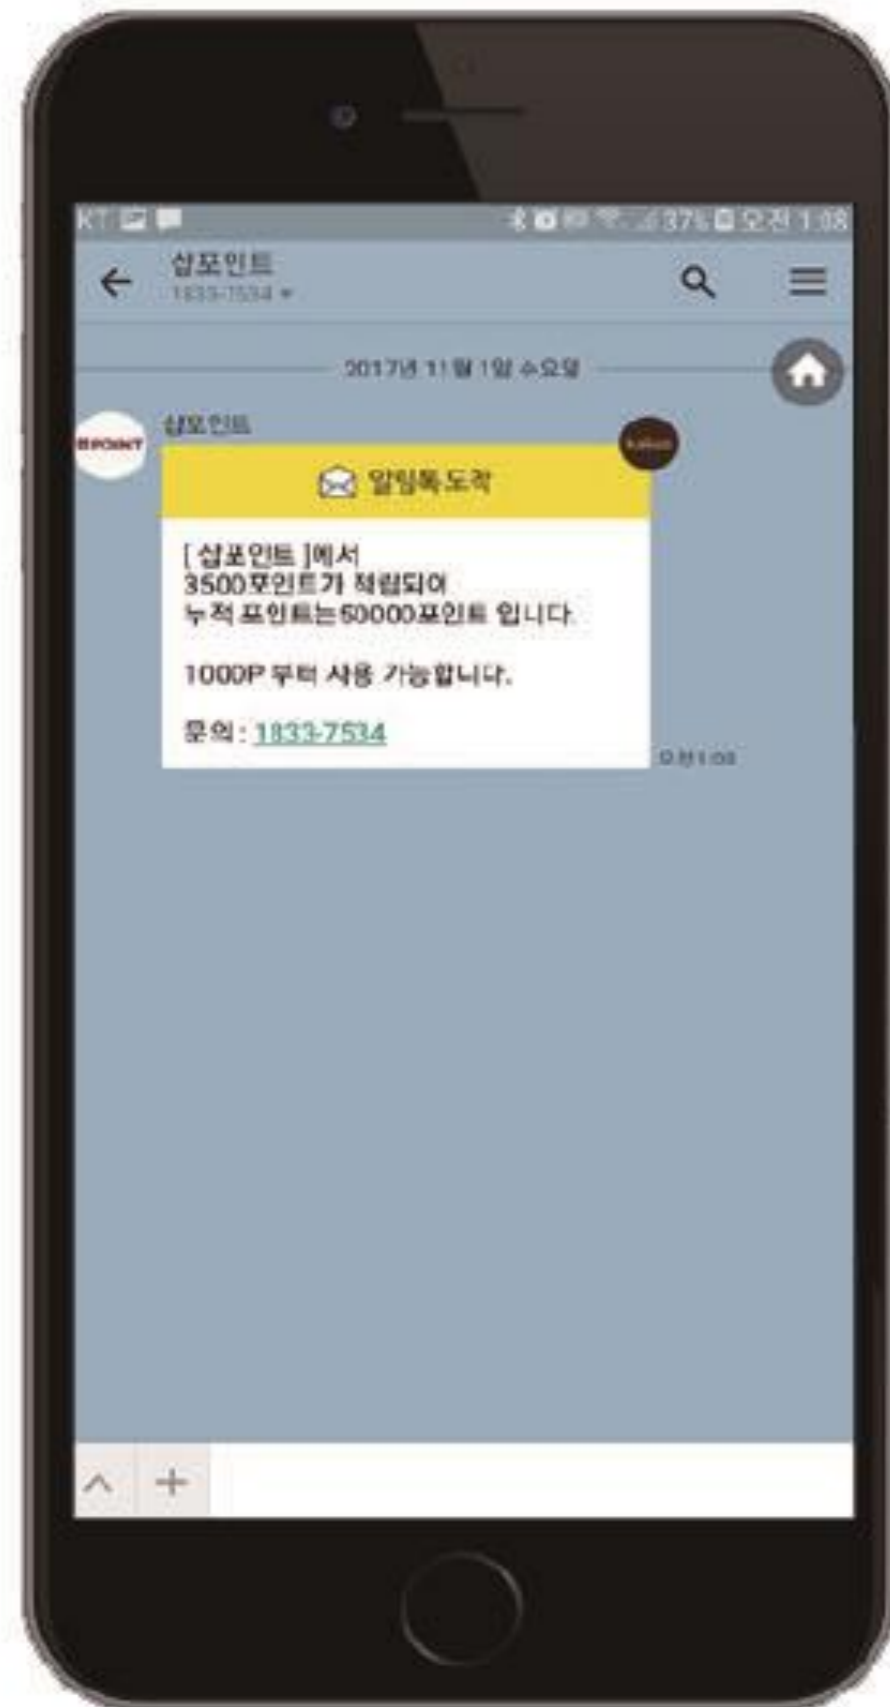 KT 37% 오전 1:08
샵포인트
1833-7534
2017년 11월 1일 수요일
샵포인트
알림톡 도착
kakao
[ 샵포인트 ]에서
3500포인트가 적립되어
누적 포인트는50000포인트 입니다.
1000P 부터 사용 가능합니다.
문의 : 1833-7534
오전 1:08